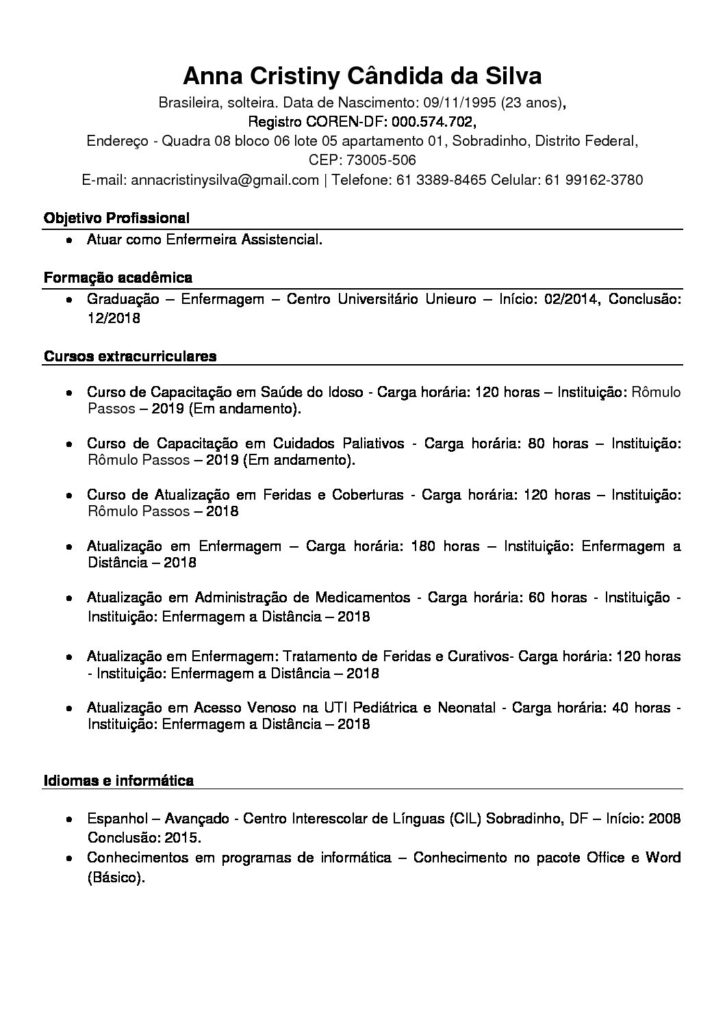 Anna Cristiny Cândida da Silva
Brasileira, solteira. Data de Nascimento: 09/11/1995 (23 anos),
Registro COREN-DF: 000.574.702,
Endereço - Quadra 08 bloco 06 lote 05 apartamento 01, Sobradinho, Distrito Federal,
CEP: 73005-506
E-mail: annacristinysilva@gmail.com | Telefone: 61 3389-8465 Celular: 61 99162-3780
Objetivo Profissional
• Atuar como Enfermeira Assistencial.
Formação acadêmica
• Graduação – Enfermagem – Centro Universitário Unieuro – Início: 02/2014, Conclusão:
12/2018
Cursos extracurriculares
• Curso de Capacitação em Saúde do Idoso - Carga horária: 120 horas – Instituição: Rômulo
Passos – 2019 (Em andamento).
• Curso de Capacitação em Cuidados Paliativos - Carga horária: 80 horas – Instituição:
Rômulo Passos – 2019 (Em andamento).
• Curso de Atualização em Feridas e Coberturas - Carga horária: 120 horas – Instituição:
Rômulo Passos – 2018
• Atualização em Enfermagem – Carga horária: 180 horas – Instituição: Enfermagem a
Distância – 2018
• Atualização em Administração de Medicamentos - Carga horária: 60 horas - Instituição -
Instituição: Enfermagem a Distância – 2018
• Atualização em Enfermagem: Tratamento de Feridas e Curativos- Carga horária: 120 horas
- Instituição: Enfermagem a Distância – 2018
• Atualização em Acesso Venoso na UTI Pediátrica e Neonatal - Carga horária: 40 horas -
Instituição: Enfermagem a Distância – 2018
Idiomas e informática
• Espanhol – Avançado - Centro Interescolar de Línguas (CIL) Sobradinho, DF – Início: 2008
Conclusão: 2015.
• Conhecimentos em programas de informática – Conhecimento no pacote Office e Word
(Básico).